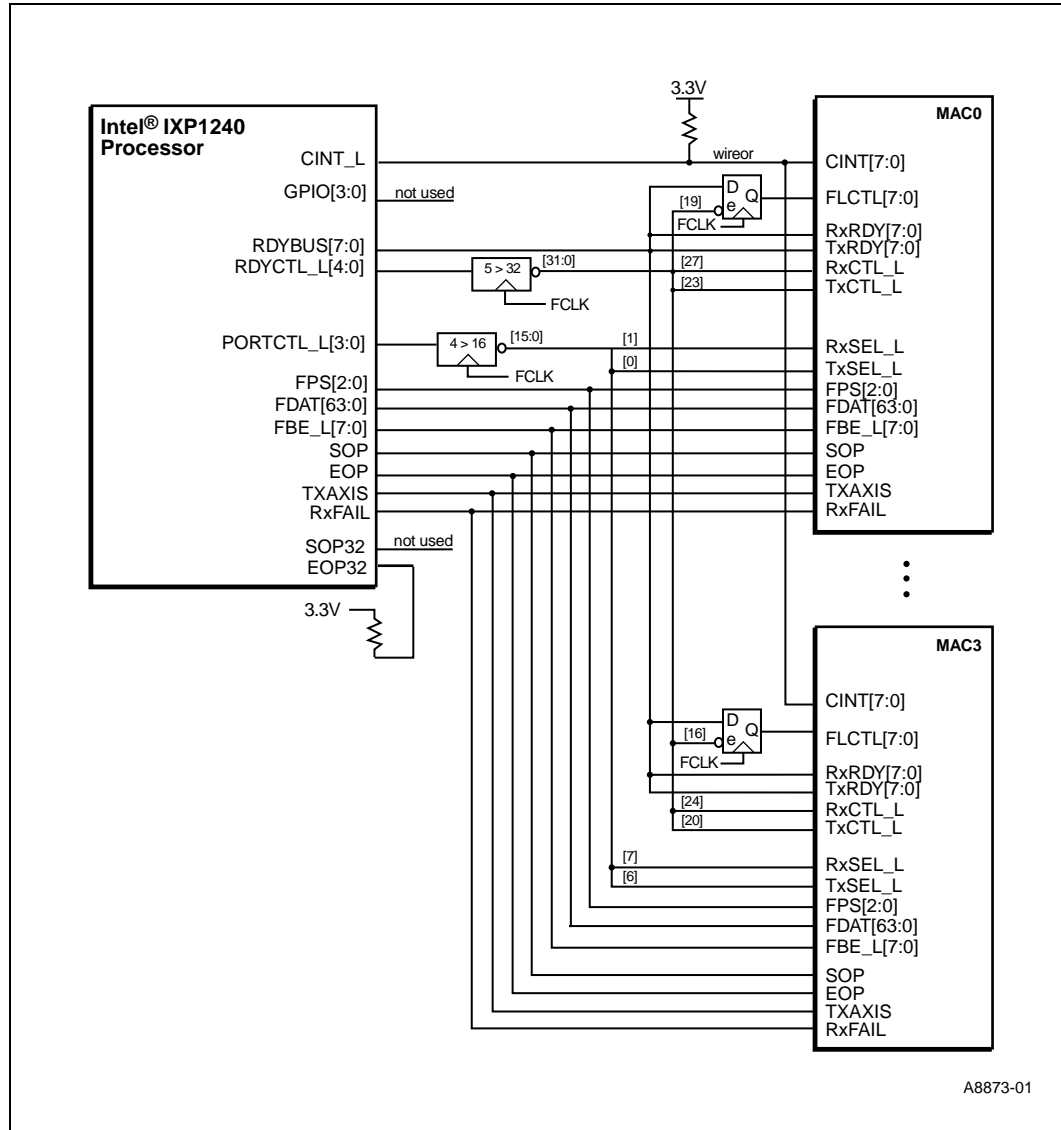 3.3V
MAC0
Intel® IXP1240
Processor
CINT_L
wireor
CINT[7:0]
GPIO[3:0]
not used
D
Q
e
[19]
FCLK
FLCTL[7:0]
RxRDY[7:0]
RDYBUS[7:0]
TxRDY[7:0]
RDYCTL_L[4:0]
5 > 32
[31:0]
[27]
RxCTL_L
[23]
TxCTL_L
FCLK
PORTCTL_L[3:0]
4 > 16
[15:0]
[1]
RxSEL_L
[0]
TxSEL_L
FCLK
FPS[2:0]
FPS[2:0]
FDAT[63:0]
FDAT[63:0]
FBE_L[7:0]
FBE_L[7:0]
SOP
SOP
EOP
EOP
TXAXIS
TXAXIS
RxFAIL
RxFAIL
SOP32
not used
EOP32
3.3V
MAC3
CINT[7:0]
D
Q
e
[16]
FCLK
FLCTL[7:0]
RxRDY[7:0]
TxRDY[7:0]
[24]
RxCTL_L
[20]
TxCTL_L
[7]
RxSEL_L
[6]
TxSEL_L
FPS[2:0]
FDAT[63:0]
FBE_L[7:0]
SOP
EOP
TXAXIS
RxFAIL
A8873-01